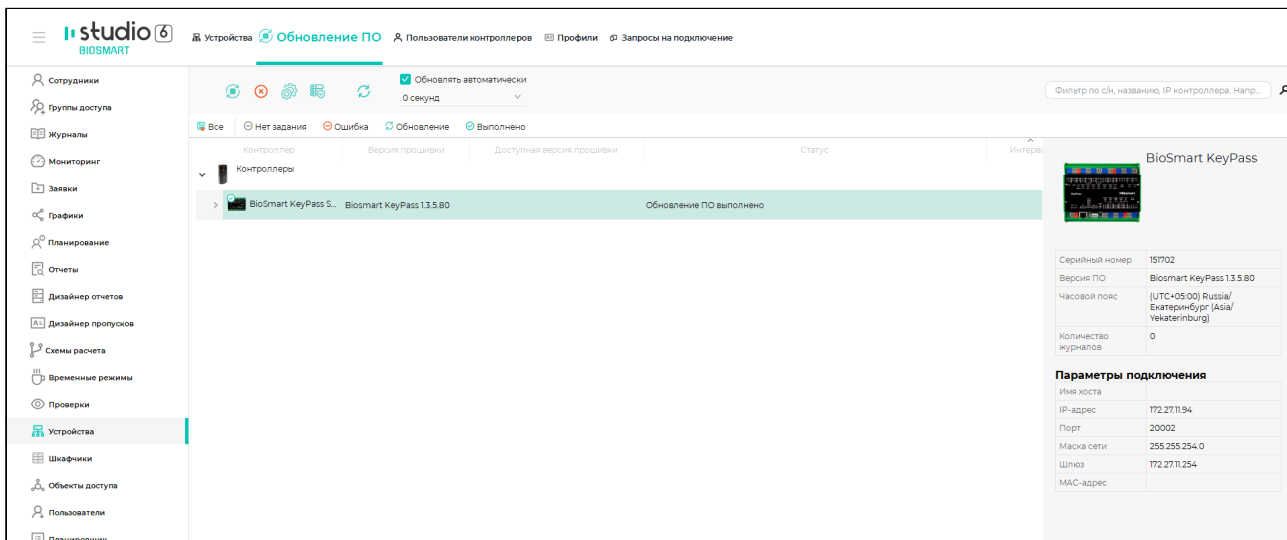 studio 6
BIOSMART
Устройства
Обновление ПО
Пользователи контроллеров
Профили
Запросы на подключение
Сотрудники
Группы доступа
Журналы
Мониторинг
Заявки
Графики
Планирование
Отчеты
Дизайнер отчетов
Дизайнер пропусков
Схемы расчета
Временные режимы
Проверки
Устройства
Шкафчики
Объекты доступа
Пользователи
Планировщик
Обновлять автоматически
0 секунд
Фильтр по с/н, названию, IP контроллера. Напр...
Все
Нет задания
Ошибка
Обновление
Выполнено
Контроллер
Версия прошивки
Доступная версия прошивки
Статус
Интерва
Контроллеры
BioSmart KeyPass S...
Biosmart KeyPass 1.3.5.80
Обновление ПО выполнено
BioSmart KeyPass
Серийный номер 151702
Версия ПО Biosmart KeyPass 1.3.5.80
Часовой пояс (UTC+05:00) Russia/
Екатеринбург (Asia/
Yekaterinburg)
Количество 0
журналов
Параметры подключения
Имя хоста
IP-адрес 172.27.11.94
Порт 20002
Маска сети 255.255.254.0
Шлюз 172.27.11.254
MAC-адрес